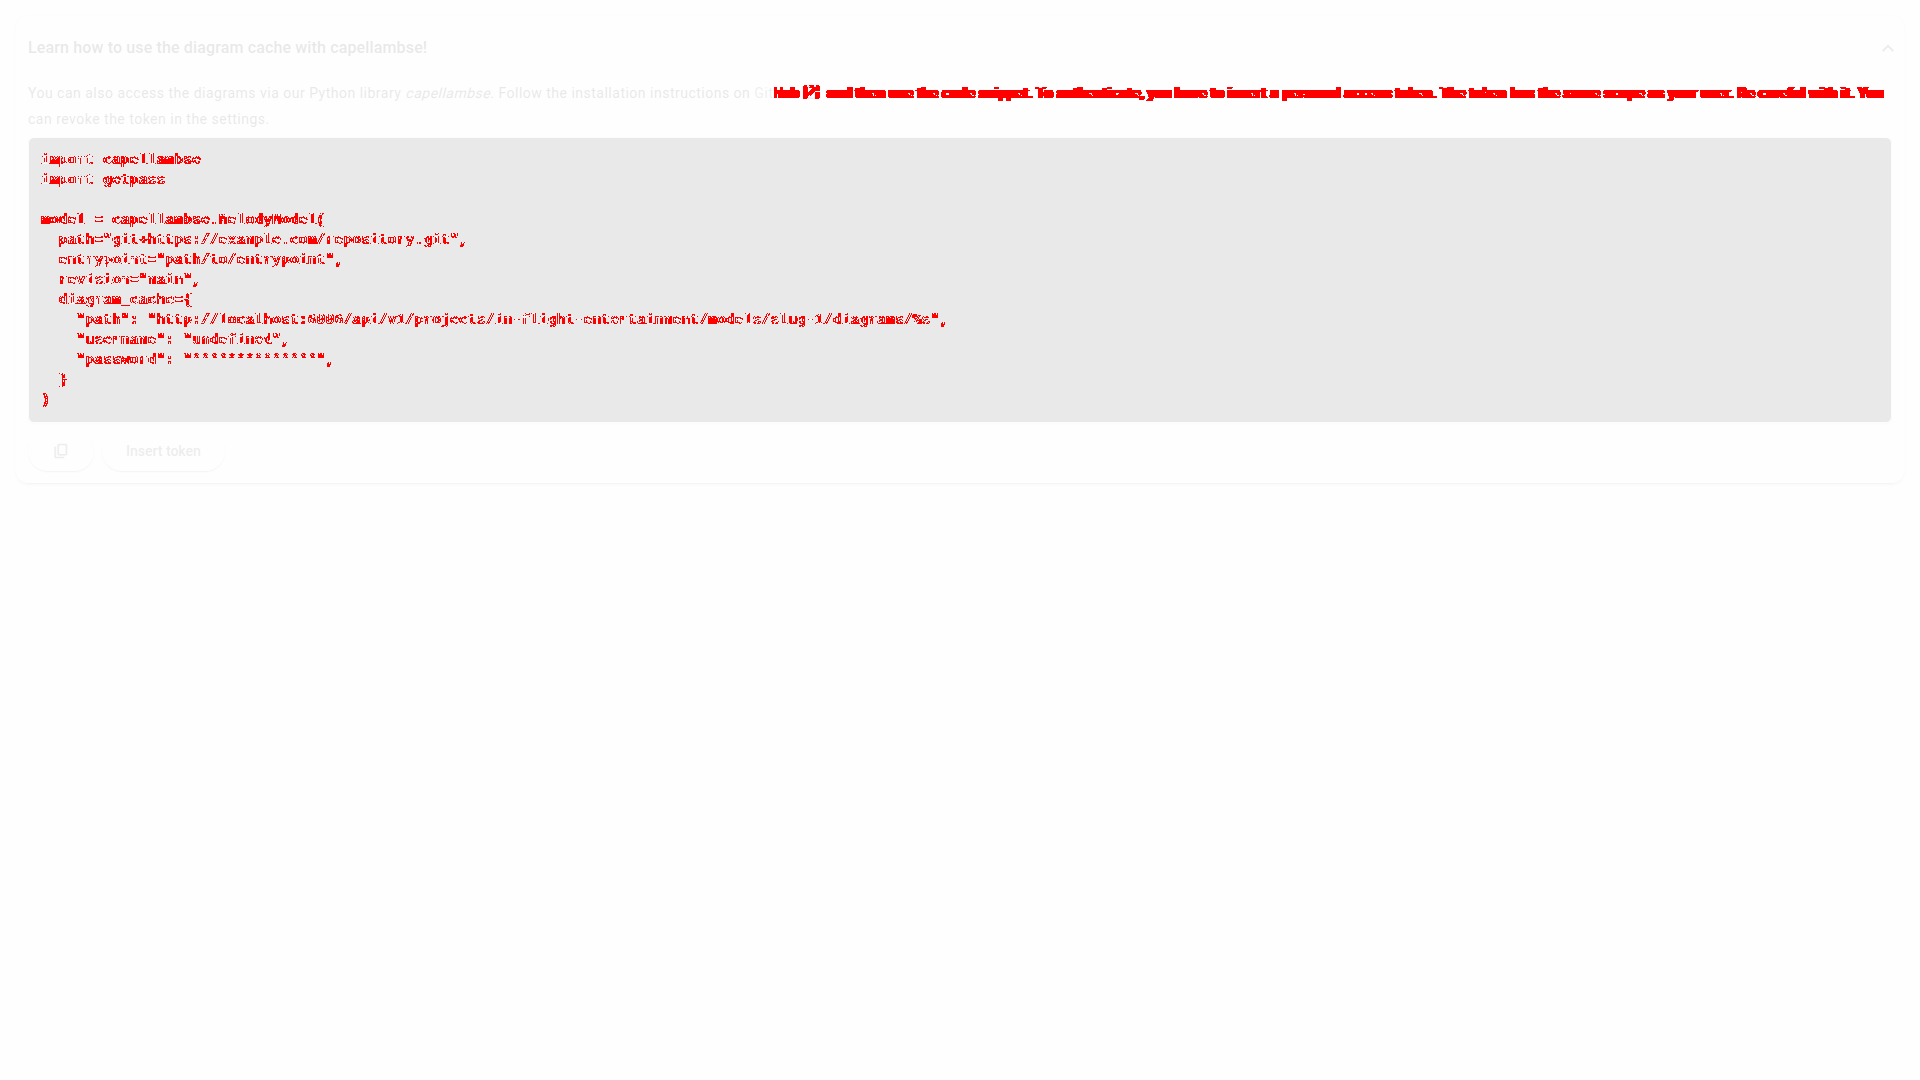 Learn how to use the diagram cache with capellambse!
You can also access the diagrams via our Python library capellambse. Follow the installation instructions on GitHub and then use the code snippet. To authenticate, you have to insert a personal access token. The token has the same scope as your user. Be careful with it. You
can revoke the token in the settings.
import capellambse
import getpass
model = capellambse.MelodyModel(
path="git+https://example.com/repository.git",
entrypoint="path/to/entrypoint",
revision="main",
diagram_cache={
"path": "http://localhost:6006/api/v1/projects/in-flight-entertainment/models/slug-1/diagrams/%s",
"username": "undefined",
"password": "***************",
}
)
Insert token